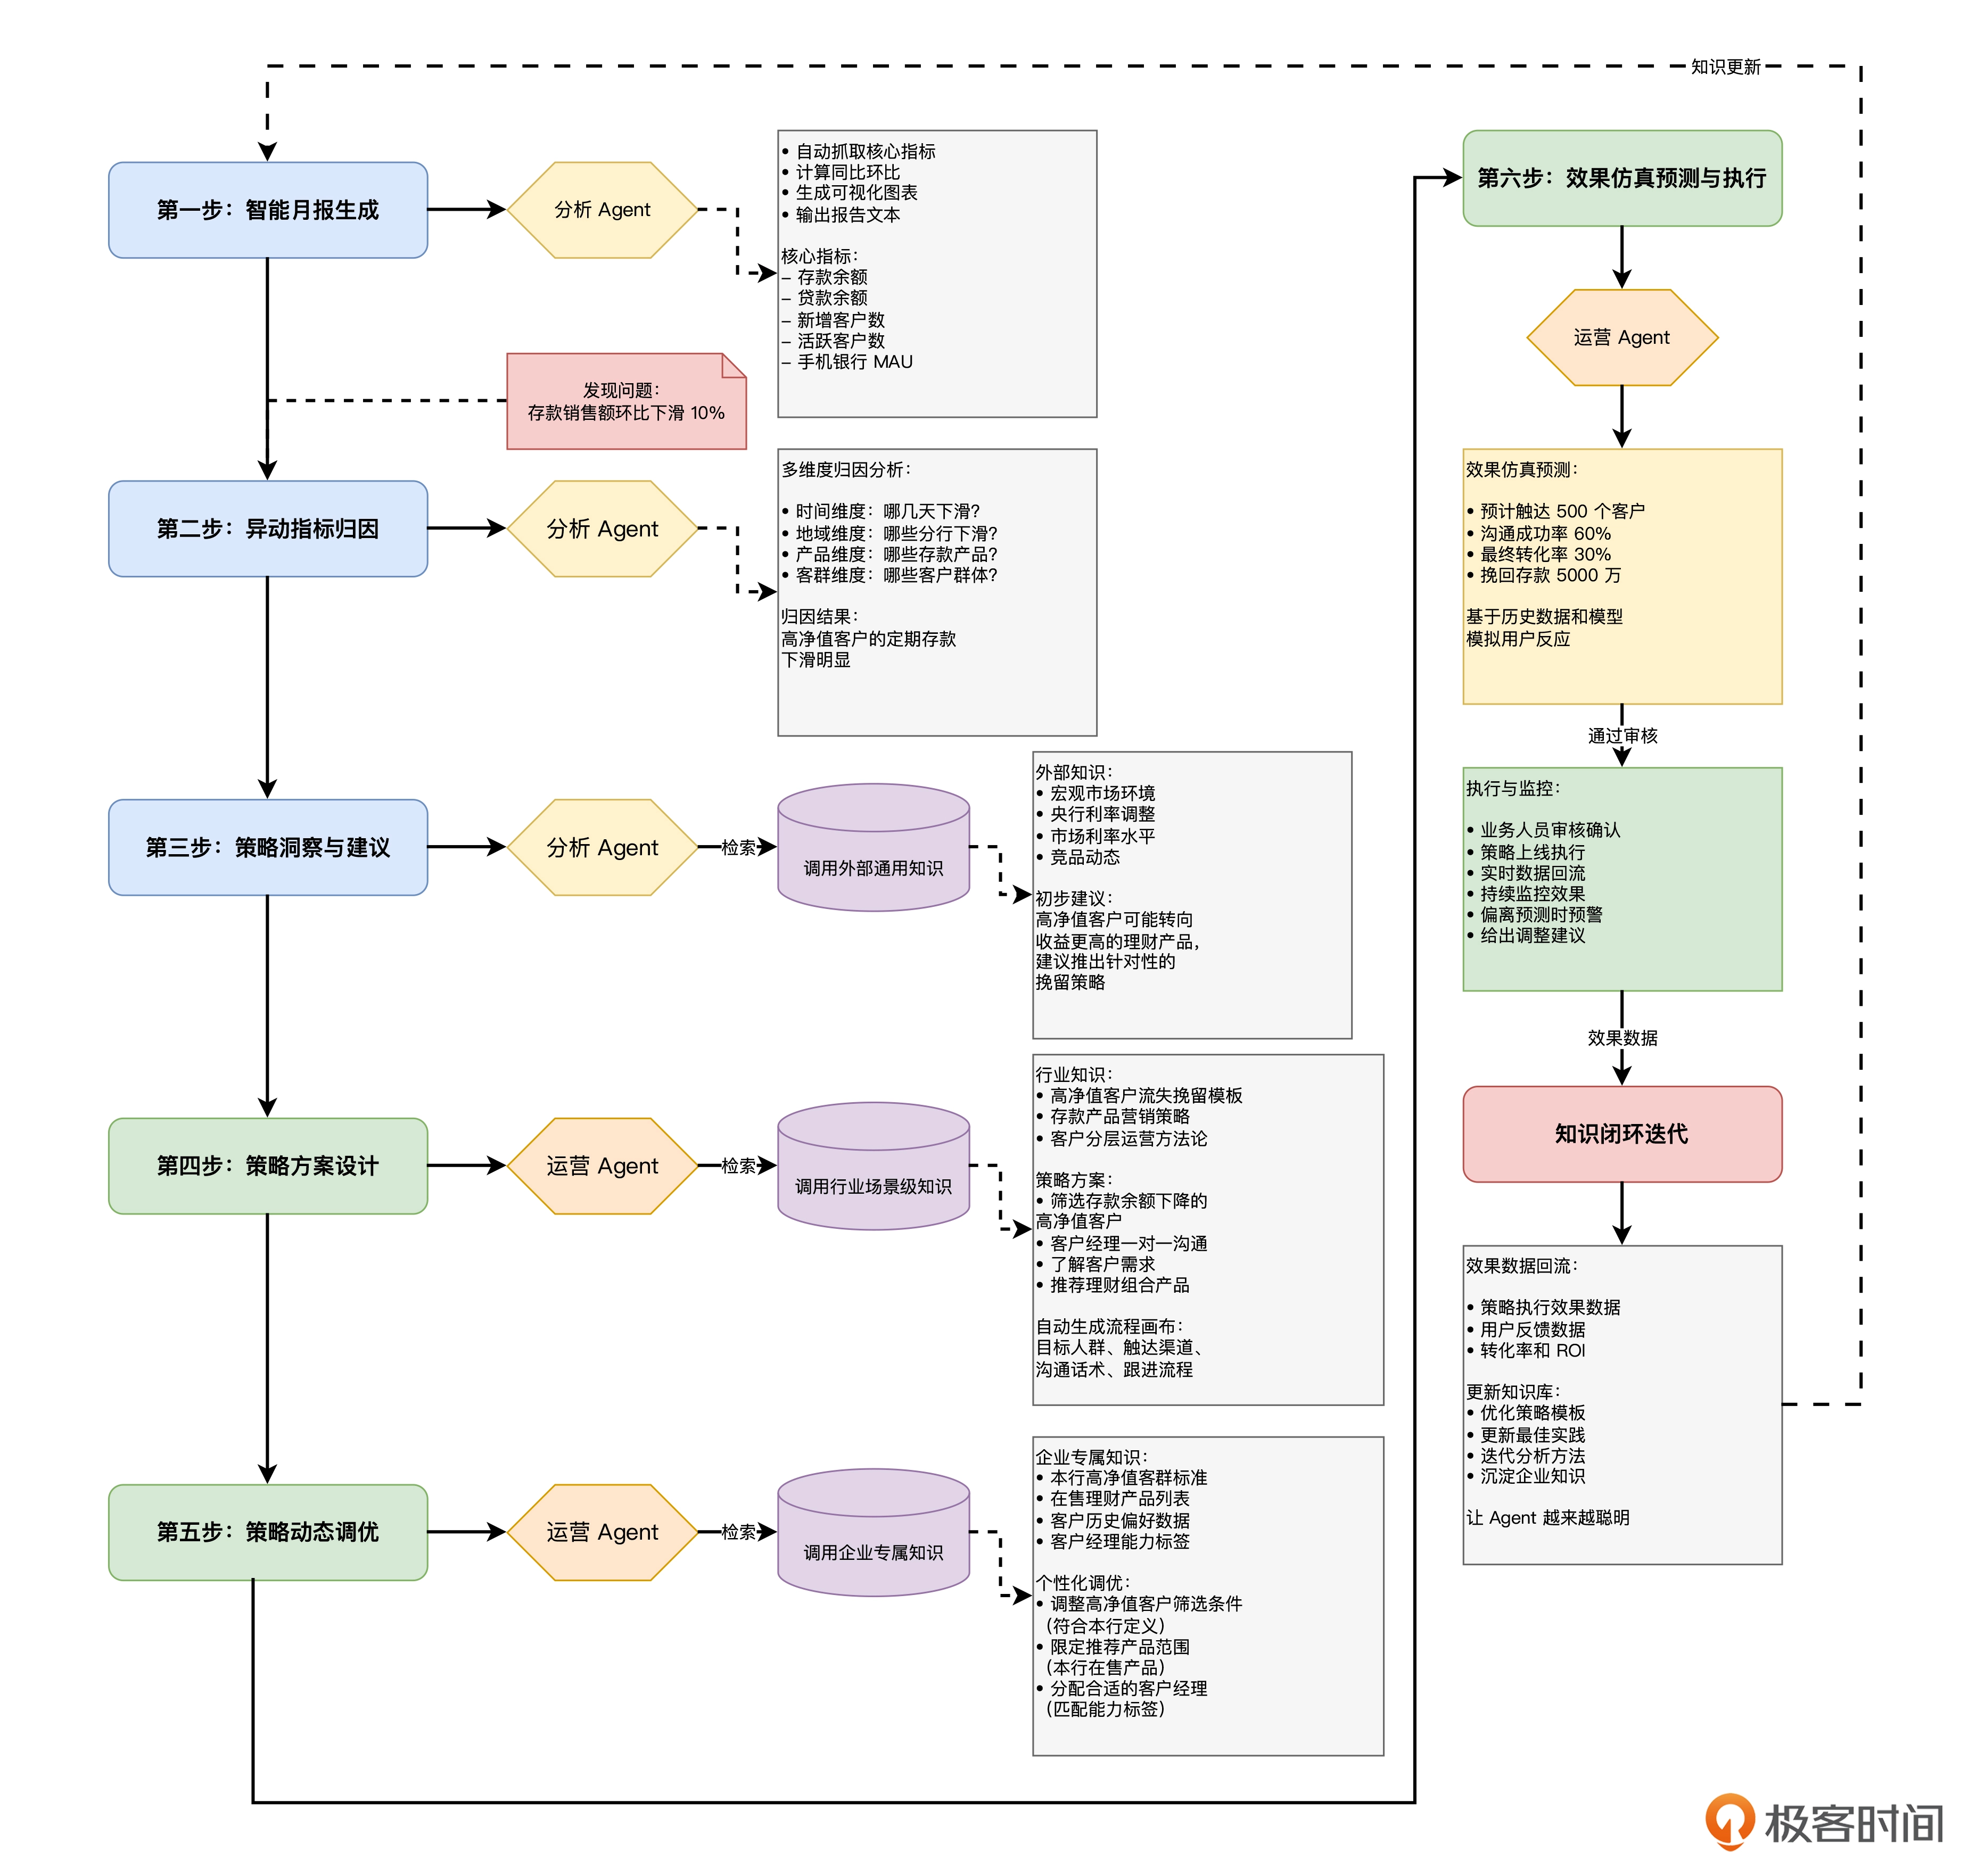 知识更新
第一步：智能月报生成
分析 Agent
• 自动抓取核心指标
• 计算同比环比
• 生成可视化图表
• 输出报告文本
核心指标：
– 存款余额
– 贷款余额
– 新增客户数
– 活跃客户数
– 手机银行 MAU
发现问题：
存款销售额环比下滑 10%
第二步：异动指标归因
分析 Agent
多维度归因分析：
• 时间维度：哪几天下滑？
• 地域维度：哪些分行下滑？
• 产品维度：哪些存款产品？
• 客群维度：哪些客户群体？
归因结果：
高净值客户的定期存款
下滑明显
第三步：策略洞察与建议
分析 Agent
检索
调用外部通用知识
外部知识：
• 宏观市场环境
• 央行利率调整
• 市场利率水平
• 竞品动态
初步建议：
高净值客户可能转向
收益更高的理财产品，
建议推出针对性的
挽留策略
第四步：策略方案设计
运营 Agent
检索
调用行业场景级知识
行业知识：
• 高净值客户流失挽留模板
• 存款产品营销策略
• 客户分层运营方法论
策略方案：
• 筛选存款余额下降的
高净值客户
• 客户经理一对一沟通
• 了解客户需求
• 推荐理财组合产品
自动生成流程画布：
目标人群、触达渠道、
沟通话术、跟进流程
第五步：策略动态调优
运营 Agent
检索
调用企业专属知识
企业专属知识：
• 本行高净值客群标准
• 在售理财产品列表
• 客户历史偏好数据
• 客户经理能力标签
个性化调优：
• 调整高净值客户筛选条件
（符合本行定义）
• 限定推荐产品范围
（本行在售产品）
• 分配合适的客户经理
（匹配能力标签）
第六步：效果仿真预测与执行
运营 Agent
效果仿真预测：
• 预计触达 500 个客户
• 沟通成功率 60%
• 最终转化率 30%
• 挽回存款 5000 万
基于历史数据和模型
模拟用户反应
通过审核
执行与监控：
• 业务人员审核确认
• 策略上线执行
• 实时数据回流
• 持续监控效果
• 偏离预测时预警
• 给出调整建议
效果数据
知识闭环迭代
效果数据回流：
• 策略执行效果数据
• 用户反馈数据
• 转化率和 ROI
更新知识库：
• 优化策略模板
• 更新最佳实践
• 迭代分析方法
• 沉淀企业知识
让 Agent 越来越聪明
极客时间